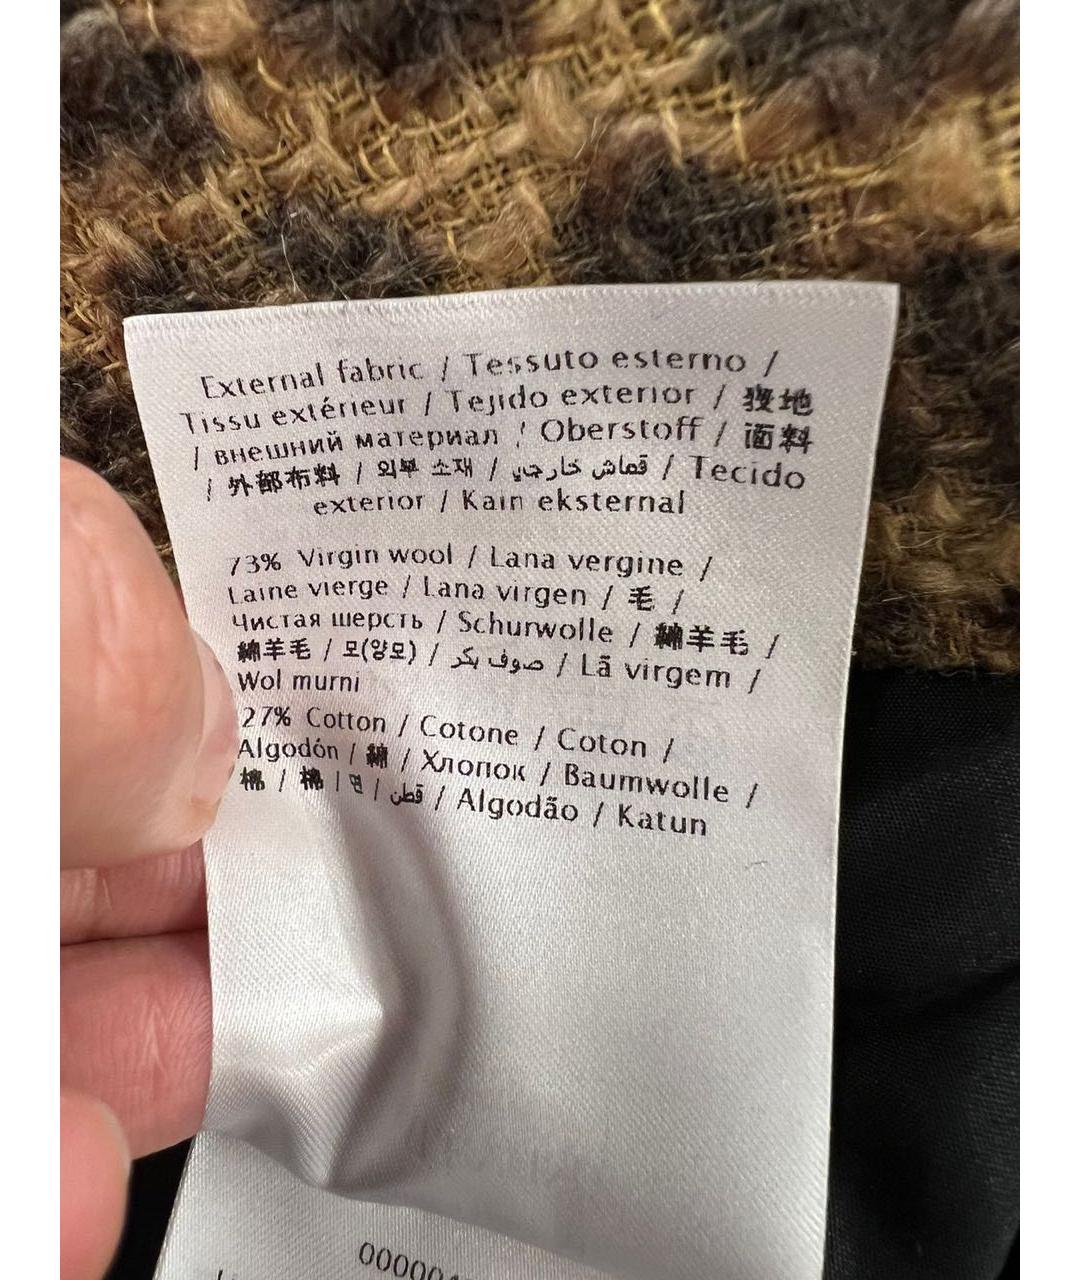 External fabric / Tessuto esterno /
Tissu extérieur / Tejido exterior / 表地
/ внешний материал / Oberstoff / 面料
/ 外部布料 / 외부 소재 / قماش خارجي / Tecido
exterior / Kain eksternal
73% Virgin wool / Lana vergine /
Laine vierge / Lana virgen / 毛 /
Чистая шерсть / Schurwolle / 綿羊毛 /
綿羊毛 / 모(양모) / صوف بكر / Lã virgem /
Wol murni
27% Cotton / Cotone / Coton /
Algodón / 綿 / Хлопок / Baumwolle /
棉 / 棉 / 면 / قطن / Algodão / Katun